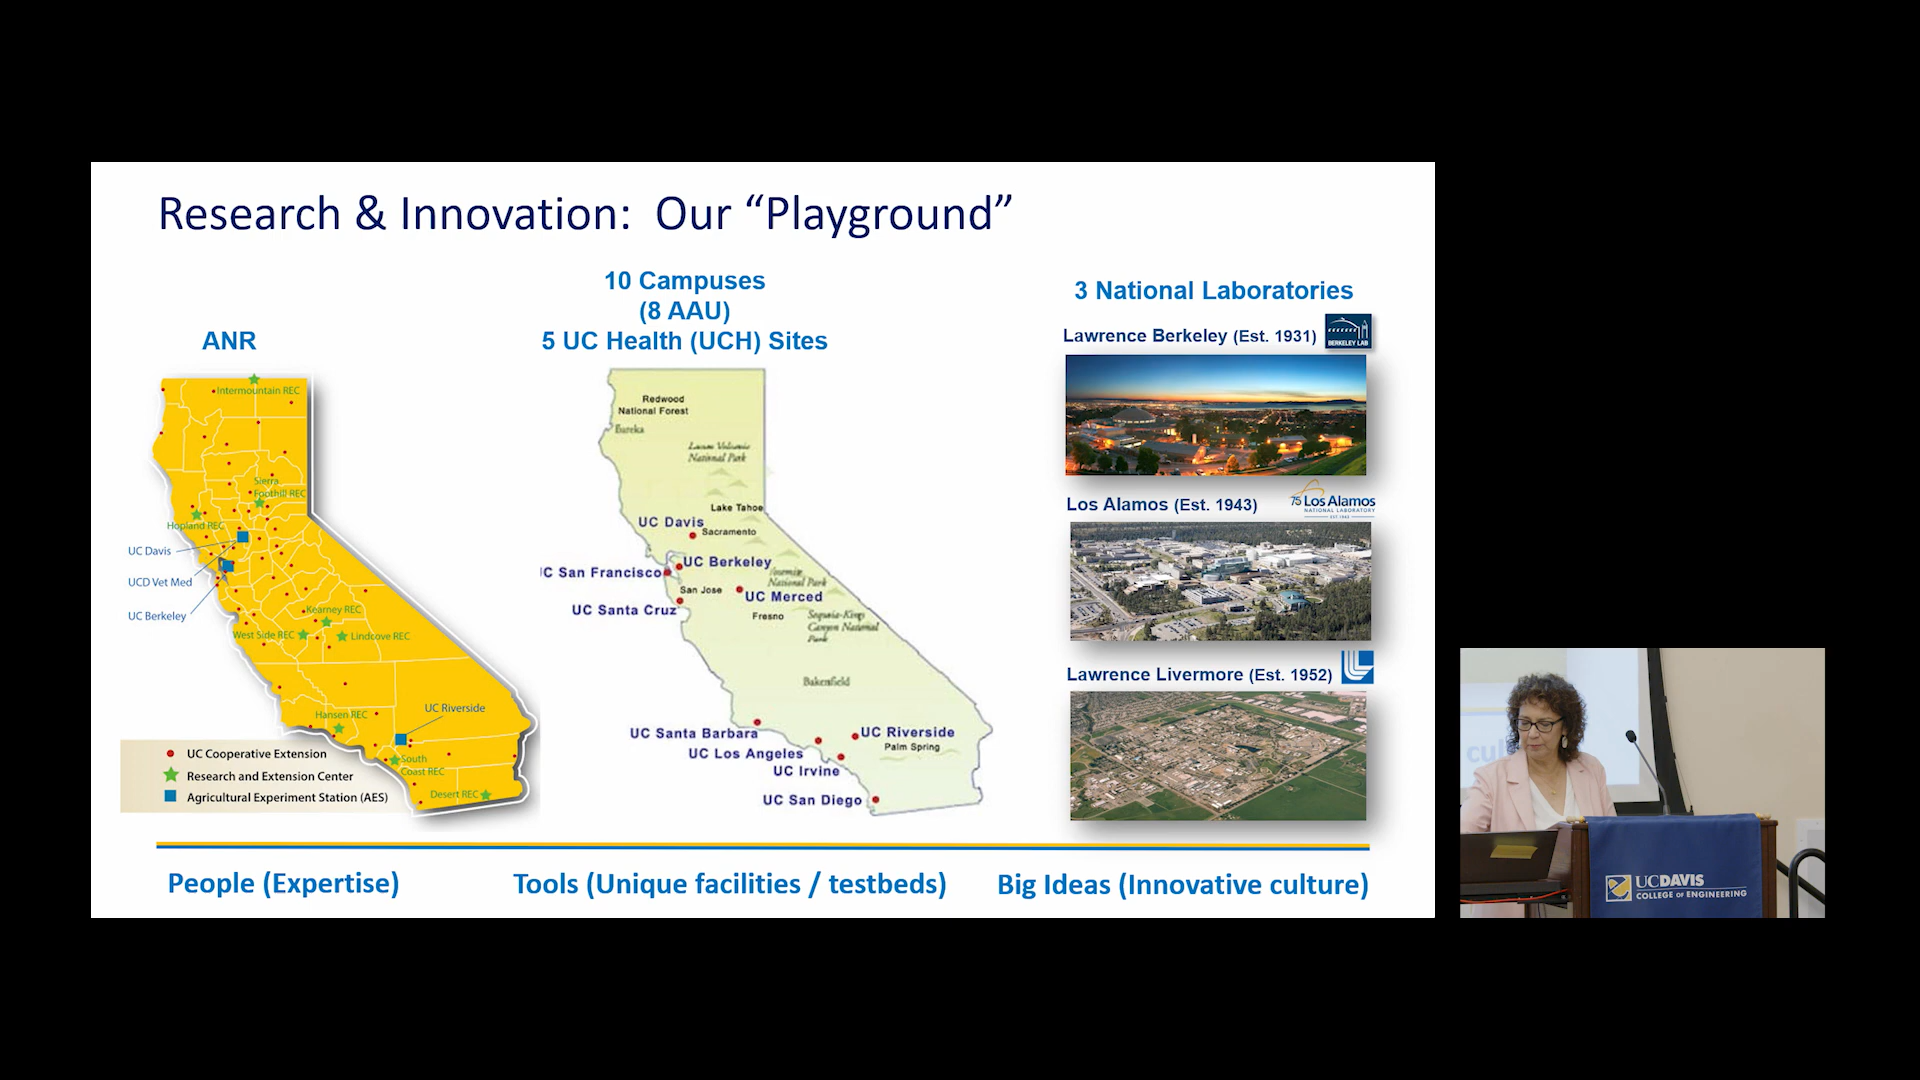 Research & Innovation: Our “Playground”
ANR
Intermountain REC
Sierra
Foothill REC
Hopland REC
UC Davis
UCD Vet Med
UC Berkeley
Kearney REC
West Side REC
Lindcove REC
Hansen REC
UC Riverside
South
Coast REC
Desert REC
UC Cooperative Extension
Research and Extension Center
Agricultural Experiment Station (AES)
10 Campuses
(8 AAU)
5 UC Health (UCH) Sites
Redwood
National Forest
Eureka
Lassen Volcanic
National Park
Lake Tahoe
UC Davis
Sacramento
UC Berkeley
UC San Francisco
Yosemite
National Park
San Jose
UC Merced
UC Santa Cruz
Fresno
Sequoia-Kings
Canyon National
Park
Bakersfield
UC Santa Barbara
UC Riverside
Palm Spring
UC Los Angeles
UC Irvine
UC San Diego
3 National Laboratories
Lawrence Berkeley (Est. 1931)
BERKELEY LAB
Los Alamos (Est. 1943)
75 Los Alamos
NATIONAL LABORATORY
EST. 1943
Lawrence Livermore (Est. 1952)
People (Expertise)
Tools (Unique facilities / testbeds)
Big Ideas (Innovative culture)
UCDAVIS
COLLEGE OF ENGINEERING